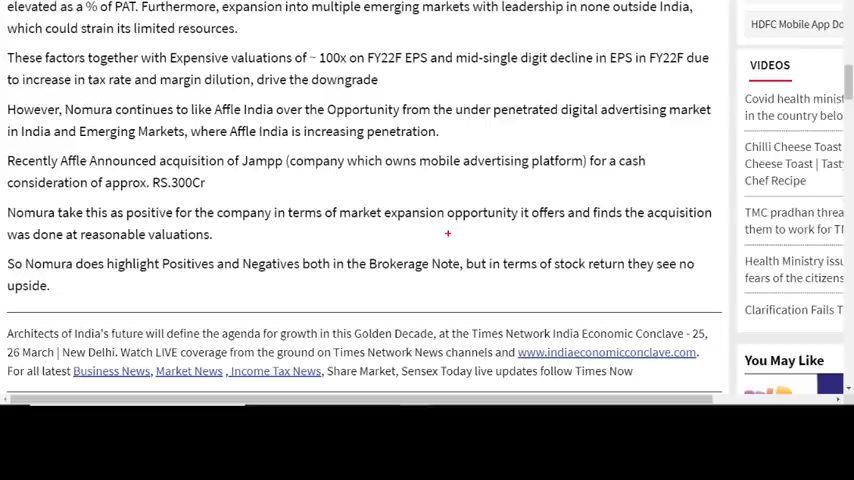 elevated as a % of PAT. Furthermore, expansion into multiple emerging markets with leadership in none outside India,
which could strain its limited resources.
These factors together with Expensive valuations of ~ 100x on FY22F EPS and mid-single digit decline in EPS in FY22F due
to increase in tax rate and margin dilution, drive the downgrade
However, Nomura continues to like Affle India over the Opportunity from the under penetrated digital advertising market
in India and Emerging Markets, where Affle India is increasing penetration.
Recently Affle Announced acquisition of Jampp (company which owns mobile advertising platform) for a cash
consideration of approx. RS.300Cr
Nomura take this as positive for the company in terms of market expansion opportunity it offers and finds the acquisition
was done at reasonable valuations.
So Nomura does highlight Positives and Negatives both in the Brokerage Note, but in terms of stock return they see no
upside.
Architects of India's future will define the agenda for growth in this Golden Decade, at the Times Network India Economic Conclave - 25,
26 March | New Delhi. Watch LIVE coverage from the ground on Times Network News channels and www.indiaeconomicconclave.com.
For all latest Business News, Market News , Income Tax News, Share Market, Sensex Today live updates follow Times Now
HDFC Mobile App Do
VIDEOS
Covid health minist
in the country belo
Chilli Cheese Toast
Cheese Toast | Tast
Chef Recipe
TMC pradhan threa
them to work for TM
Health Ministry issu
fears of the citizens
Clarification Fails T
You May Like